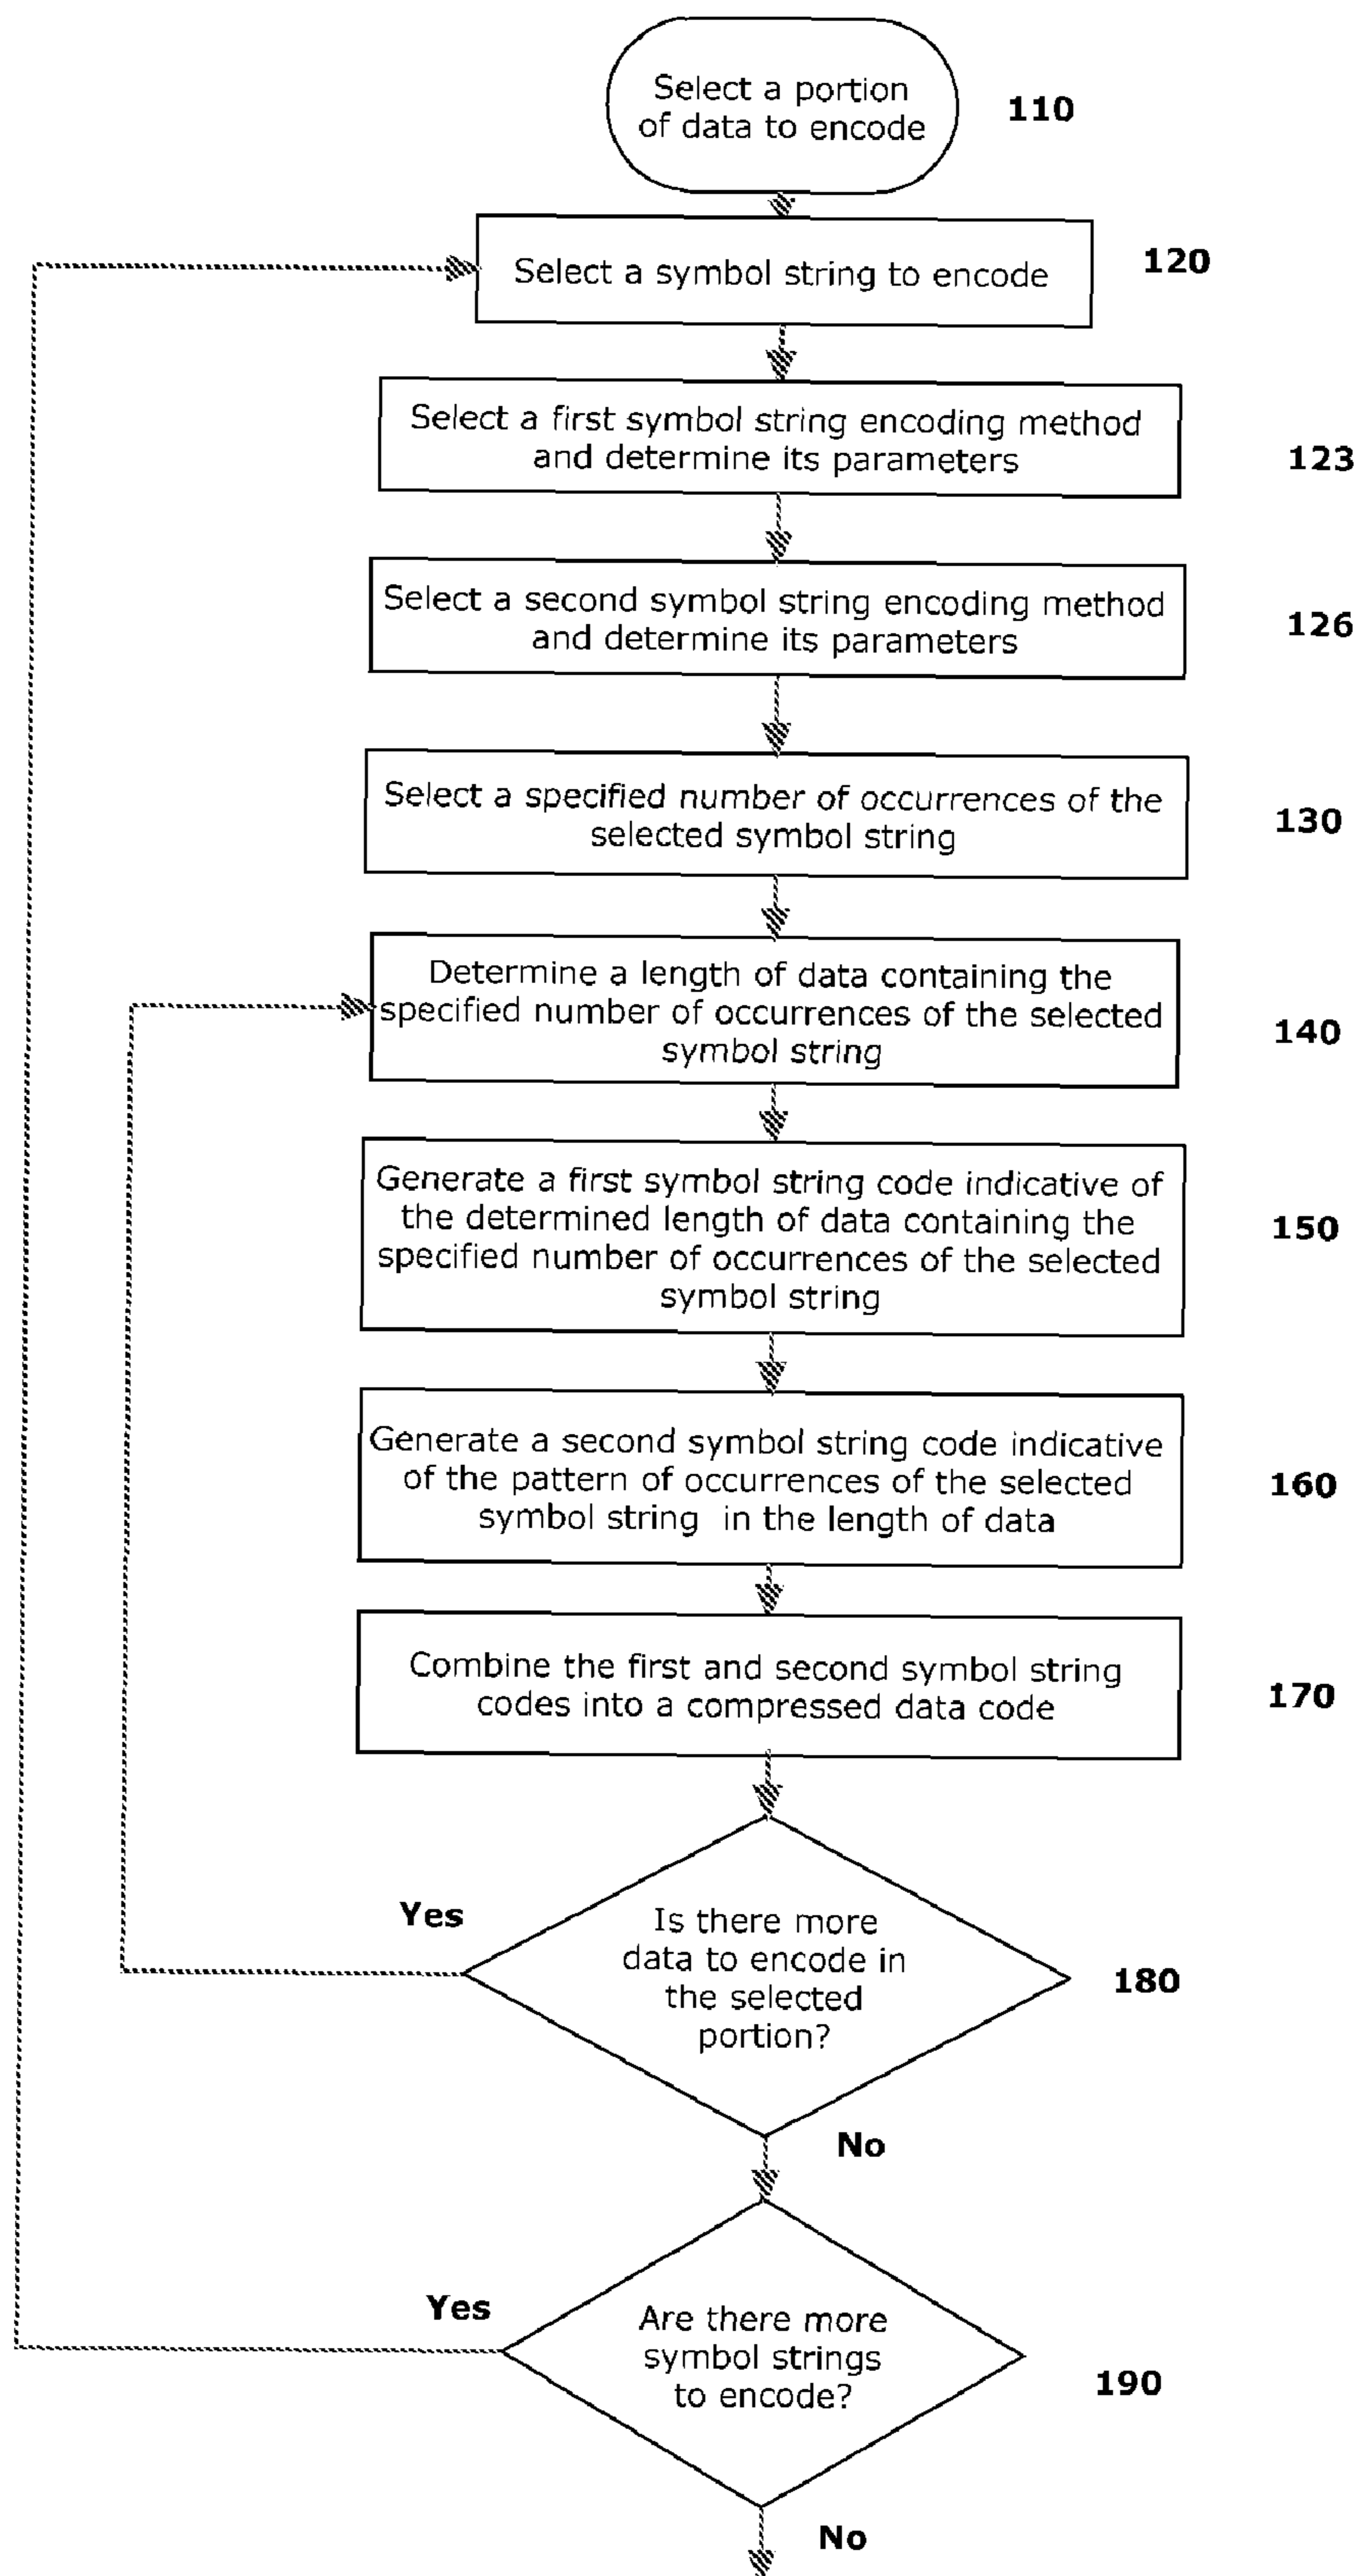 Select a portion
of data to encode
110
Select a symbol string to encode
120
Select a first symbol string encoding method
and determine its parameters
123
Select a second symbol string encoding method
and determine its parameters
126
Select a specified number of occurrences of the
selected symbol string
130
Determine a length of data containing the
specified number of occurrences of the selected
symbol string
140
Generate a first symbol string code indicative of
the determined length of data containing the
specified number of occurrences of the selected
symbol string
150
Generate a second symbol string code indicative
of the pattern of occurrences of the selected
symbol string in the length of data
160
Combine the first and second symbol string
codes into a compressed data code
170
Yes
Is there more
data to encode in
the selected
portion?
180
No
Yes
Are there more
symbol strings
to encode?
190
No